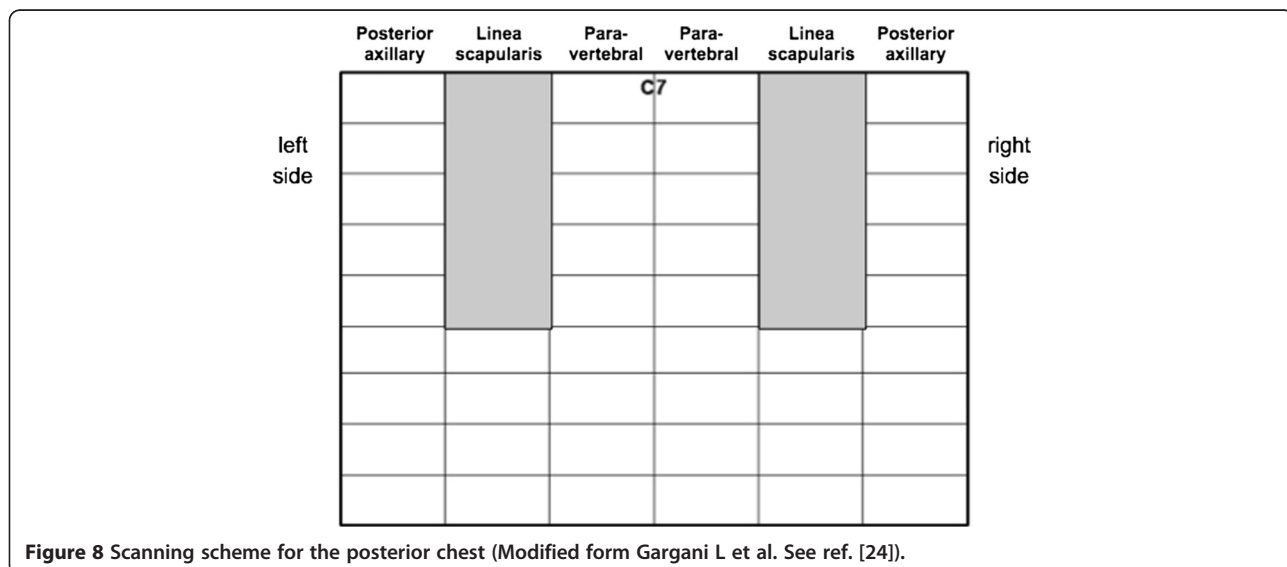 Posterior axillary Linea scapularis Para-vertebral Para-vertebral Linea scapularis Posterior axillary
C7
left side
right side
Figure 8 Scanning scheme for the posterior chest (Modified form Gargani L et al. See ref. [24]).